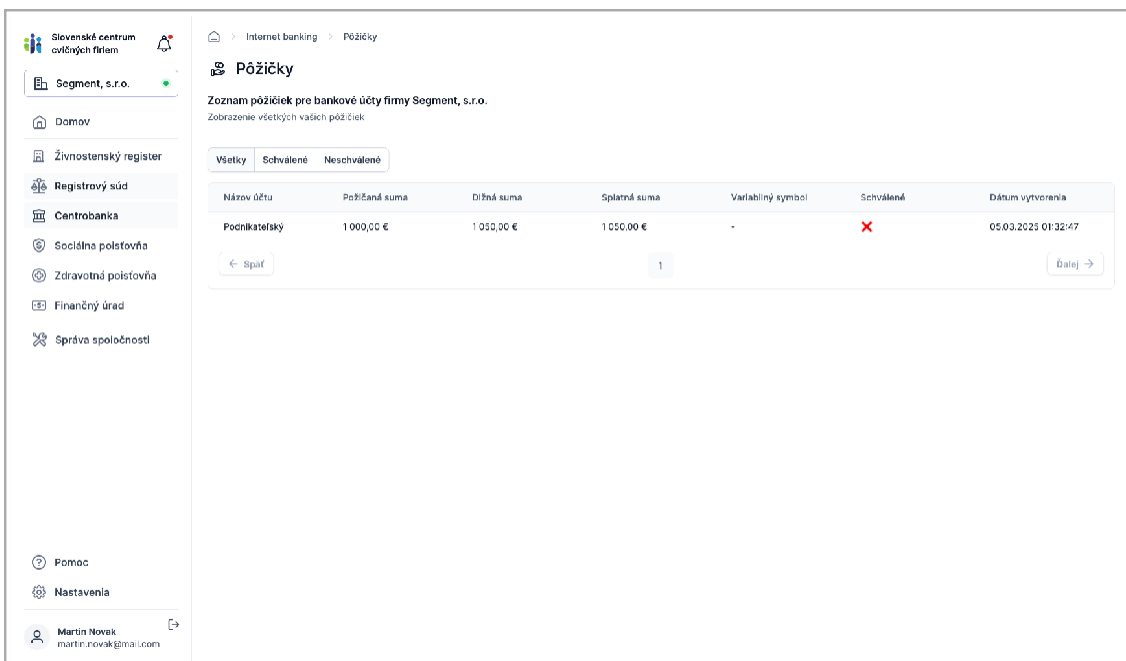 Slovenské centrum
cvičných firiem
Segment, s.r.o.
Domov
Živnostenský register
Registrový súd
Centrobanka
Sociálna poisťovňa
Zdravotná poisťovňa
Finančný úrad
Správa spoločnosti
Pomoc
Nastavenia
Martin Novak
martin.novak@mail.com
Internet banking
Pôžičky
Pôžičky
Zoznam pôžičiek pre bankové účty firmy Segment, s.r.o.
Zobrazenie všetkých vašich pôžičiek
Všetky Schválené Neschválené
Názov účtu Požičaná suma Dlžná suma Splatná suma Variabilný symbol Schválené Dátum vytvorenia
Podnikateľský 1 000,00 € 1 050,00 € 1 050,00 € - 05.03.2025 01:32:47
Späť 1 Ďalej